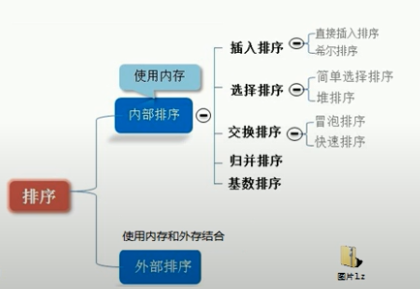 使用内存
插入排序
直接插入排序
希尔排序
选择排序
简单选择排序
堆排序
内部排序
交换排序
冒泡排序
快速排序
归并排序
基数排序
排序
使用内存和外存结合
外部排序
图片lz